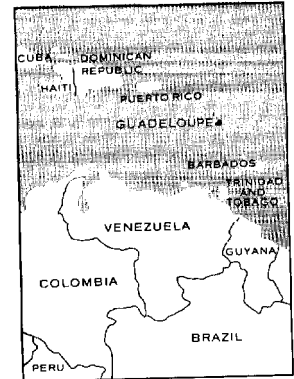 CUBA
DOMINICAN
REPUBLIC
HAITI
PUERTO RICO
GUADELOUPE
BARBADOS
TRINIDAD
AND
TOBAGO
VENEZUELA
GUYANA
COLOMBIA
BRAZIL
PERU